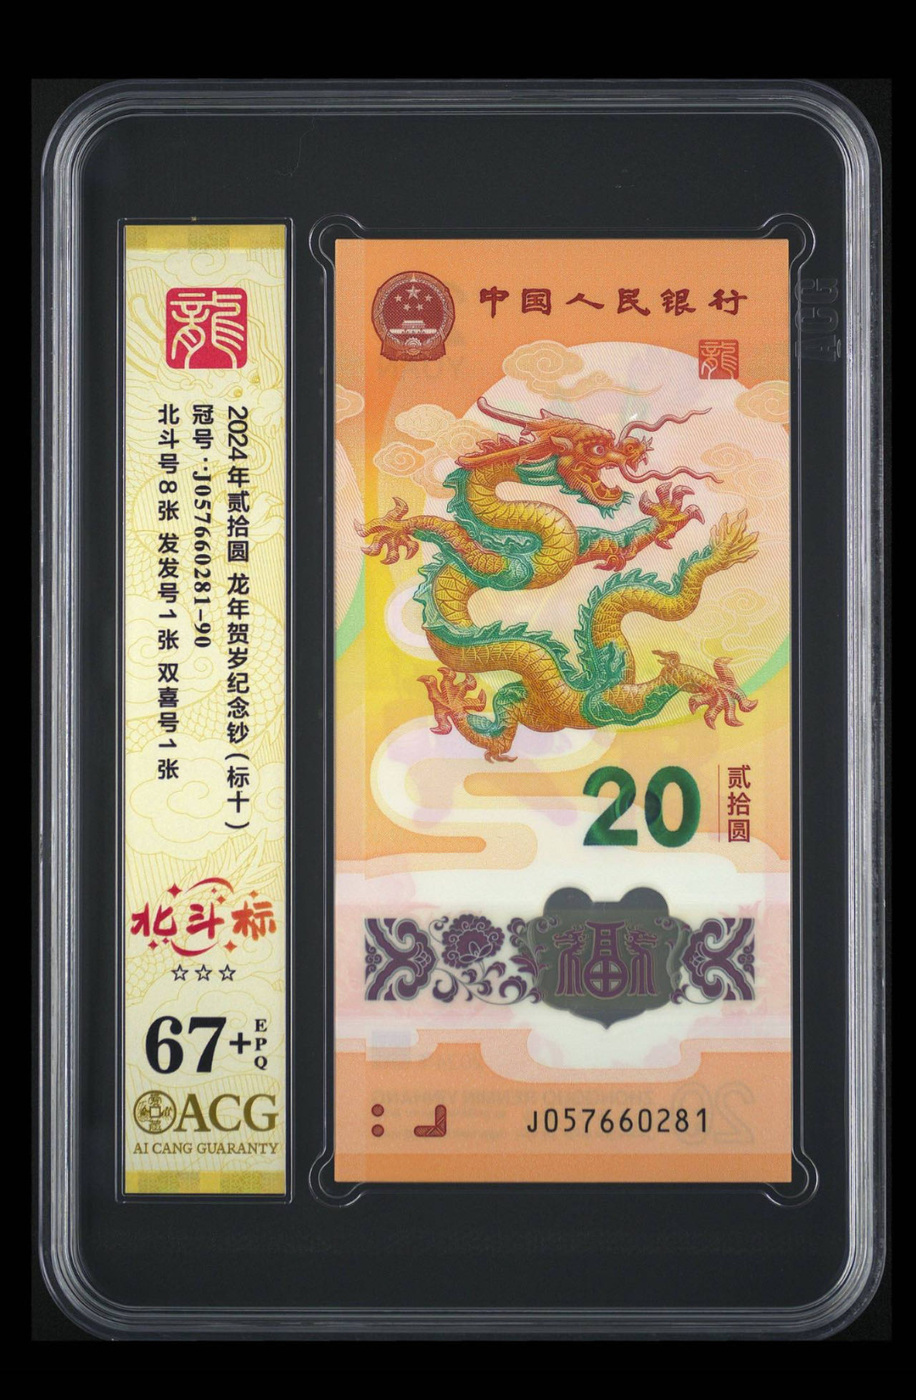 龍
2024年贰拾圆 龙年贺岁纪念钞(标十)
冠号:J057660281-90
北斗号8张 发发号1张 双喜号1张
北斗标
☆☆☆
67+EPQ
ACG
AI CANG GUARANTY
中国人民银行
龍
20
贰拾圆
福
J057660281
ACG